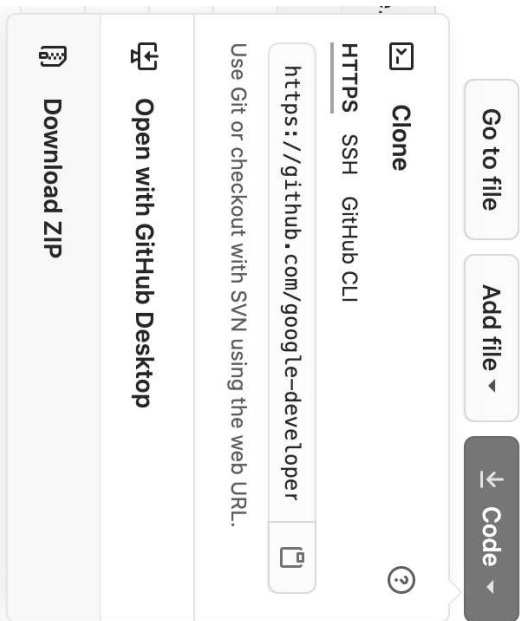 Go to file Add file Code
Clone
HTTPS SSH GitHub CLI
https://github.com/google-developer
Use Git or checkout with SVN using the web URL.
Open with GitHub Desktop
Download ZIP